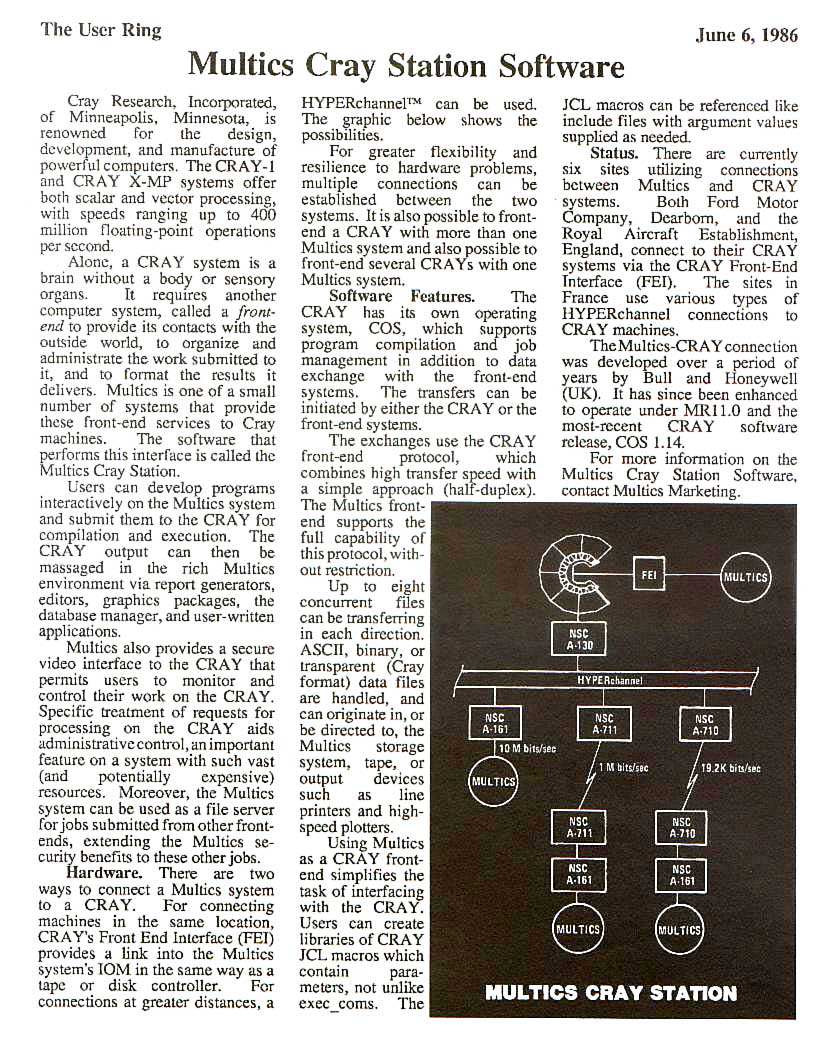 The User Ring
June 6, 1986
Multics Cray Station Software
Cray Research, Incorporated,
of Minneapolis, Minnesota, is
renowned for the design,
development, and manufacture of
powerful computers. The CRAY-1
and CRAY X-MP systems offer
both scalar and vector processing,
with speeds ranging up to 400
million floating-point operations
per second.
Alone, a CRAY system is a
brain without a body or sensory
organs. It requires another
computer system, called a front-
end to provide its contacts with the
outside world, to organize and
administrate the work submitted to
it, and to format the results it
delivers. Multics is one of a small
number of systems that provide
these front-end services to Cray
machines. The software that
performs this interface is called the
Multics Cray Station.
Users can develop programs
interactively on the Multics system
and submit them to the CRAY for
compilation and execution. The
CRAY output can then be
massaged in the rich Multics
environment via report generators,
editors, graphics packages, the
database manager, and user-written
applications.
Multics also provides a secure
video interface to the CRAY that
permits users to monitor and
control their work on the CRAY.
Specific treatment of requests for
processing on the CRAY aids
administrative control, an important
feature on a system with such vast
(and potentially expensive)
resources. Moreover, the Multics
system can be used as a file server
for jobs submitted from other front-
ends, extending the Multics se-
curity benefits to these other jobs.
Hardware. There are two
ways to connect a Multics system
to a CRAY. For connecting
machines in the same location,
CRAY's Front End Interface (FEI)
provides a link into the Multics
system's IOM in the same way as a
tape or disk controller. For
connections at greater distances, a
HYPERchannel™ can be used.
The graphic below shows the
possibilities.
For greater flexibility and
resilience to hardware problems,
multiple connections can be
established between the two
systems. It is also possible to front-
end a CRAY with more than one
Multics system and also possible to
front-end several CRAYs with one
Multics system.
Software Features. The
CRAY has its own operating
system, COS, which supports
program compilation and job
management in addition to data
exchange with the front-end
systems. The transfers can be
initiated by either the CRAY or the
front-end systems.
The exchanges use the CRAY
front-end protocol, which
combines high transfer speed with
a simple approach (half-duplex).
The Multics front-
end supports the
full capability of
this protocol, with-
out restriction.
Up to eight
concurrent files
can be transferring
in each direction.
ASCII, binary, or
transparent (Cray
format) data files
are handled, and
can originate in, or
be directed to, the
Multics storage
system, tape, or
output devices
such as line
printers and high-
speed plotters.
Using Multics
as a CRAY front-
end simplifies the
task of interfacing
with the CRAY.
Users can create
libraries of CRAY
JCL macros which
contain para-
meters, not unlike
exec_coms. The
JCL macros can be referenced like
include files with argument values
supplied as needed.
Status. There are currently
six sites utilizing connections
between Multics and CRAY
systems. Both Ford Motor
Company, Dearborn, and the
Royal Aircraft Establishment,
England, connect to their CRAY
systems via the CRAY Front-End
Interface (FEI). The sites in
France use various types of
HYPERchannel connections to
CRAY machines.
The Multics-CRAY connection
was developed over a period of
years by Bull and Honeywell
(UK). It has since been enhanced
to operate under MR11.0 and the
most-recent CRAY software
release, COS 1.14.
For more information on the
Multics Cray Station Software,
contact Multics Marketing.
FEI
MULTICS
NSC
A-130
HYPERchannel
NSC
A-161
NSC
A-711
NSC
A-710
10 M bits/sec
MULTICS
1 M bits/sec
19.2K bits/sec
NSC
A-711
NSC
A-710
NSC
A-161
NSC
A-161
MULTICS
MULTICS
MULTICS CRAY STATION